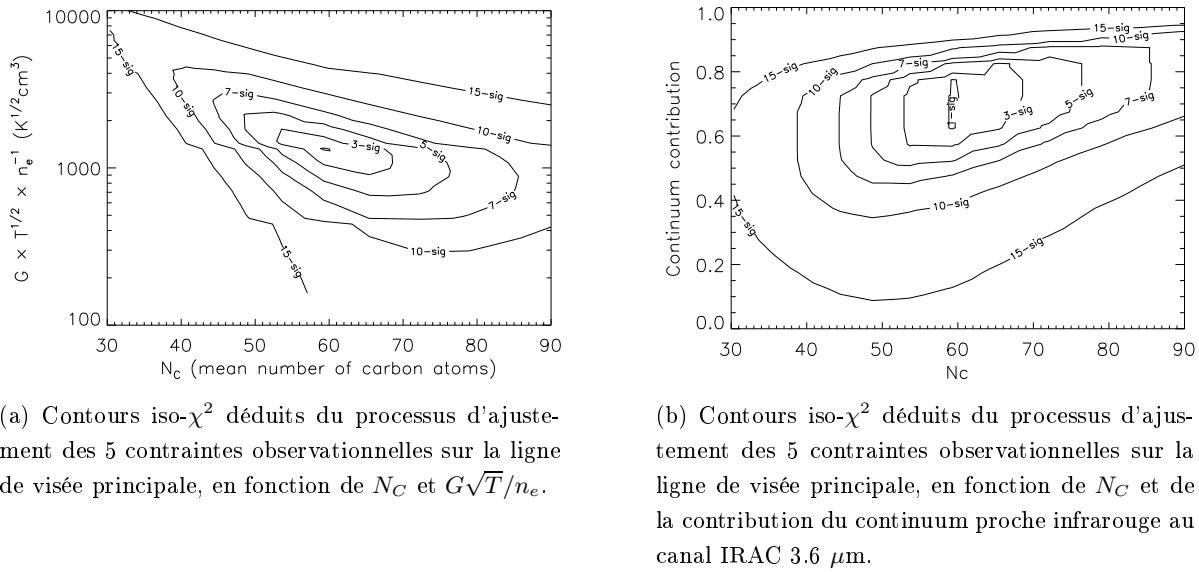 10000
1000
100
G × T^{1/2} × n_e^{-1} (K^{1/2}cm^3)
15-sig
10-sig
7-sig
3-sig
5-sig
15-sig
10-sig
7-sig
10-sig
15-sig
30 40 50 60 70 80 90
N_C (mean number of carbon atoms)
(a) Contours iso-χ^2 déduits du processus d'ajuste-
ment des 5 contraintes observationnelles sur la ligne
de visée principale, en fonction de N_C et G√T/n_e.
1.0
0.8
0.6
0.4
0.2
0.0
Continuum contribution
15-sig
10-sig
15-sig
10-sig
7-sig
3-sig
5-sig
7-sig
10-sig
15-sig
15-sig
30 40 50 60 70 80 90
Nc
(b) Contours iso-χ^2 déduits du processus d'ajus-
tement des 5 contraintes observationnelles sur la
ligne de visée principale, en fonction de N_C et de
la contribution du continuum proche infrarouge au
canal IRAC 3.6 μm.